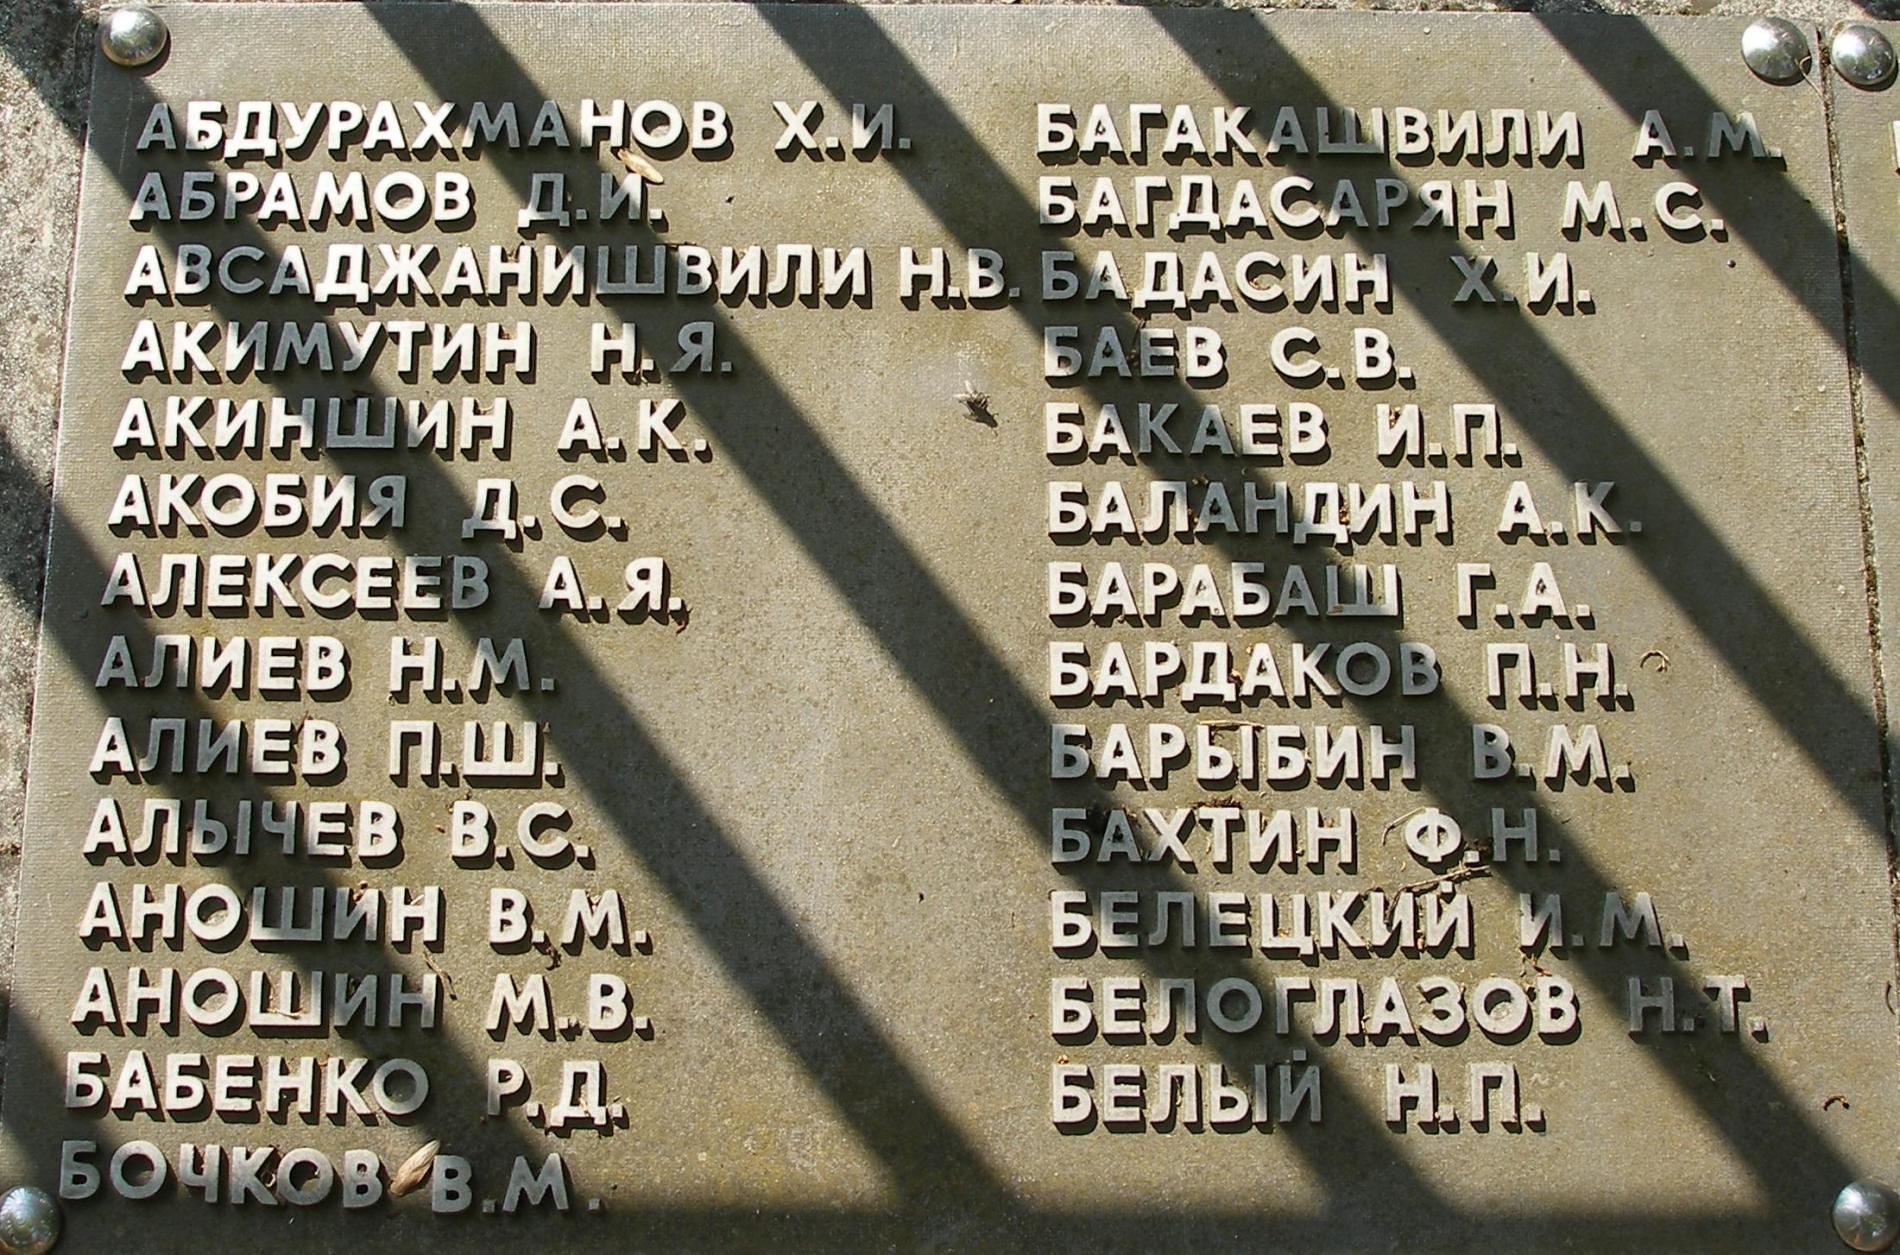 АБДУРАХМАНОВ Х.И.
АБРАМОВ Д.И.
АВСАДЖАНИШВИЛИ Н.В.
АКИМУТИН Н.Я.
АКИНШИН А.К.
АКОБИЯ Д.С.
АЛЕКСЕЕВ А.Я.
АЛИЕВ Н.М.
АЛИЕВ П.Ш.
АЛЫЧЕВ В.С.
АНОШИН В.М.
АНОШИН М.В.
БАБЕНКО Р.Д.
БОЧКОВ В.М.
БАГАКАШВИЛИ А.М.
БАГДАСАРЯН М.С.
БАДАСИН Х.И.
БАЕВ С.В.
БАКАЕВ И.П.
БАЛАНДИН А.К.
БАРАБАШ Г.А.
БАРДАКОВ П.Н.
БАРЫБИН В.М.
БАХТИН Ф.Н.
БЕЛЕЦКИЙ И.М.
БЕЛОГЛАЗОВ Н.Т.
БЕЛЫЙ Н.П.